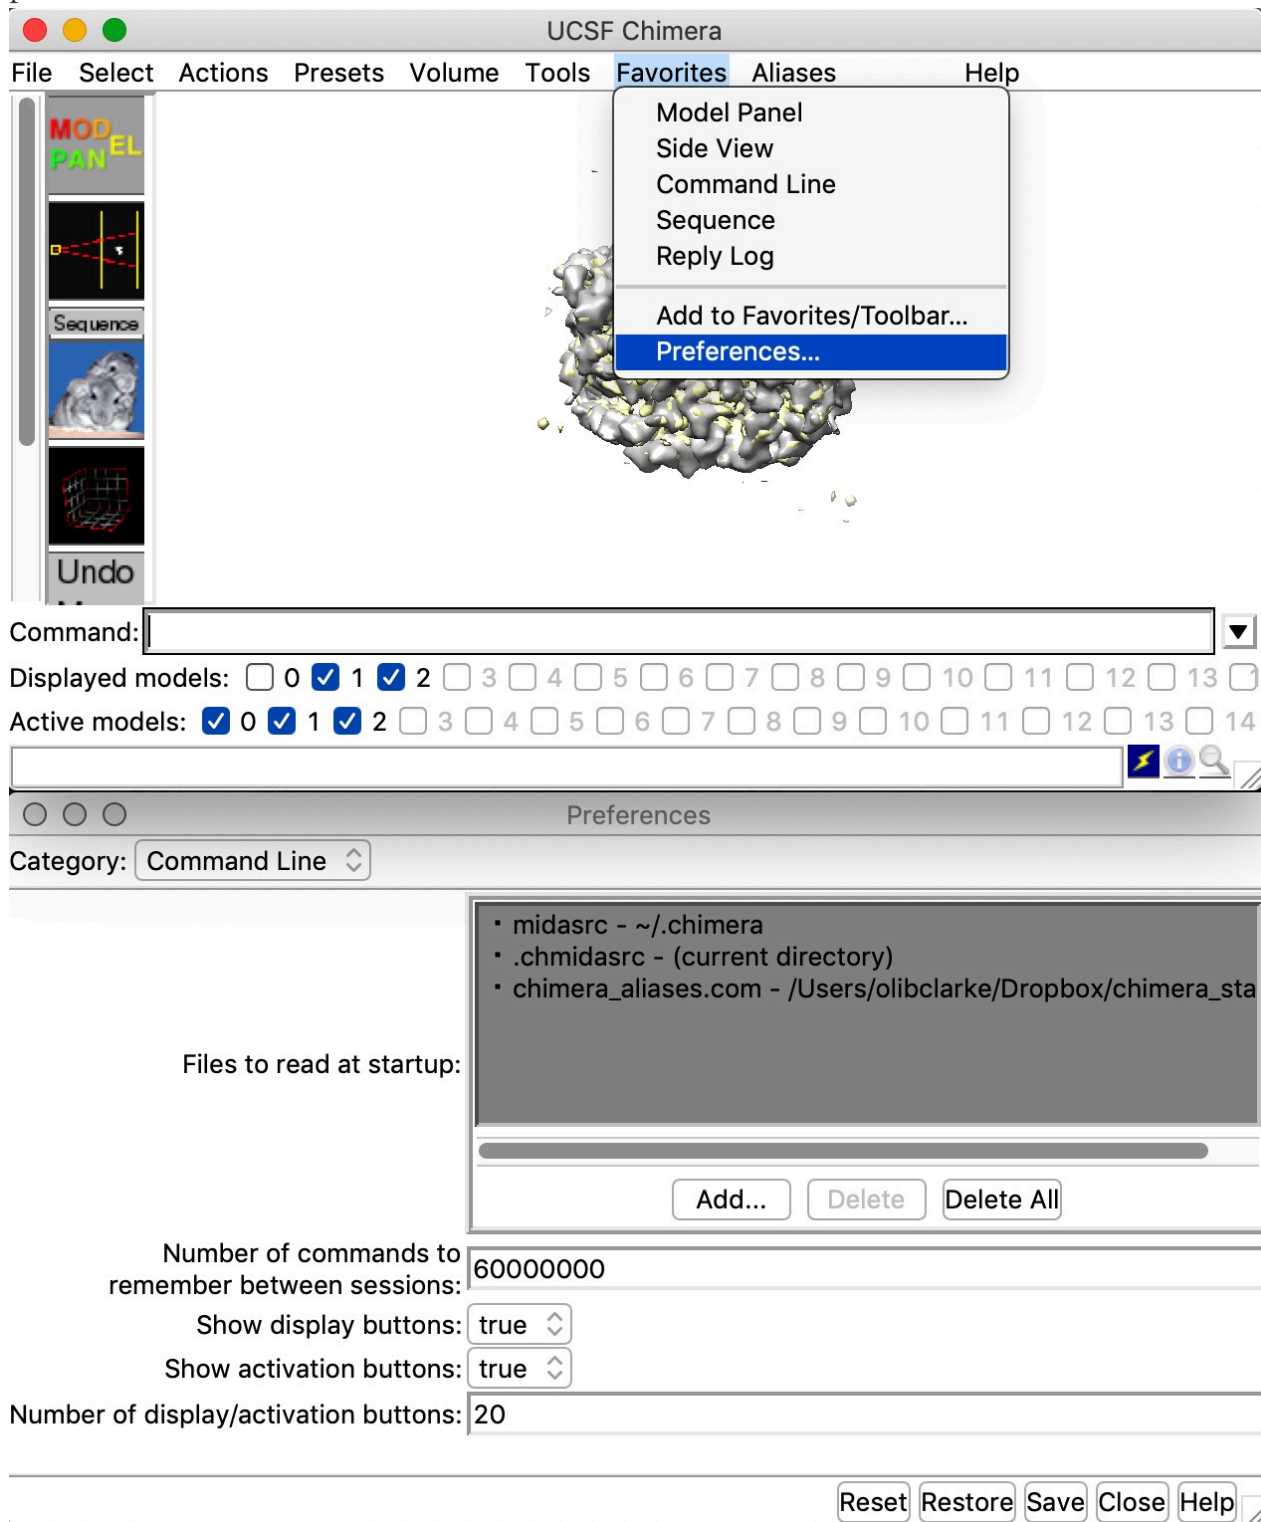 UCSF Chimera
File Select Actions Presets Volume Tools Favorites Aliases Help
MODEL
PAN
Model Panel
Side View
Command Line
Sequence
Reply Log
Add to Favorites/Toolbar...
Preferences...
Sequence
Undo
Command:
Displayed models: 0 1 2 3 4 5 6 7 8 9 10 11 12 13
Active models: 0 1 2 3 4 5 6 7 8 9 10 11 12 13 14
Preferences
Category: Command Line
midasrc - ~/.chimera
.chmidasrc - (current directory)
chimera_aliases.com - /Users/olibclarke/Dropbox/chimera_sta
Files to read at startup:
Add... Delete Delete All
Number of commands to
remember between sessions: 60000000
Show display buttons: true
Show activation buttons: true
Number of display/activation buttons: 20
Reset Restore Save Close Help